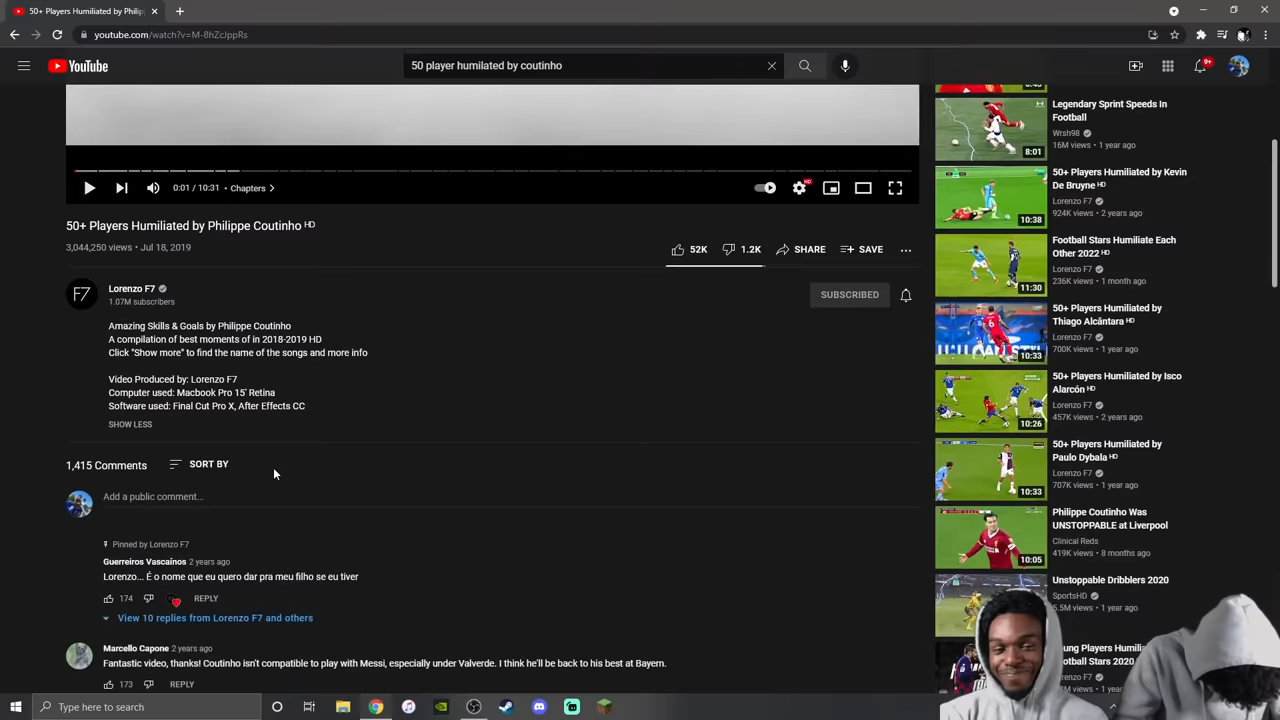 50+ Players Humiliated by Philipp
youtube.com/watch?v=M-8hZcJppRs
YouTube
50 player humilated by coutinho
9+
0:01 / 10:31 • Chapters
HD
50+ Players Humiliated by Philippe Coutinho HD
3,044,250 views • Jul 18, 2019
52K
1.2K
SHARE
SAVE
F7
Lorenzo F7
1.07M subscribers
SUBSCRIBED
Amazing Skills & Goals by Philippe Coutinho
A compilation of best moments of in 2018-2019 HD
Click "Show more" to find the name of the songs and more info
Video Produced by: Lorenzo F7
Computer used: Macbook Pro 15' Retina
Software used: Final Cut Pro X, After Effects CC
SHOW LESS
1,415 Comments
SORT BY
Add a public comment...
Pinned by Lorenzo F7
Guerreiros Vascaínos 2 years ago
Lorenzo... É o nome que eu quero dar pra meu filho se eu tiver
174
REPLY
View 10 replies from Lorenzo F7 and others
Marcello Capone 2 years ago
Fantastic video, thanks! Coutinho isn't compatible to play with Messi, especially under Valverde. I think he'll be back to his best at Bayern.
173
REPLY
Legendary Sprint Speeds In
Football
Wrsh98
16M views • 1 year ago
8:01
50+ Players Humiliated by Kevin
De Bruyne HD
Lorenzo F7
924K views • 2 years ago
10:38
Football Stars Humiliate Each
Other 2022 HD
Lorenzo F7
236K views • 1 month ago
11:30
50+ Players Humiliated by
Thiago Alcântara HD
Lorenzo F7
700K views • 1 year ago
10:33
50+ Players Humiliated by Isco
Alarcón HD
Lorenzo F7
457K views • 2 years ago
10:26
50+ Players Humiliated by
Paulo Dybala HD
Lorenzo F7
707K views • 1 year ago
10:33
Philippe Coutinho Was
UNSTOPPABLE at Liverpool
Clinical Reds
419K views • 8 months ago
10:05
Unstoppable Dribblers 2020
SportsHD
5.5M views • 1 year ago
ung Players Humilia
ootball Stars 2020
renzo F7
M views • 1 year
Type here to search